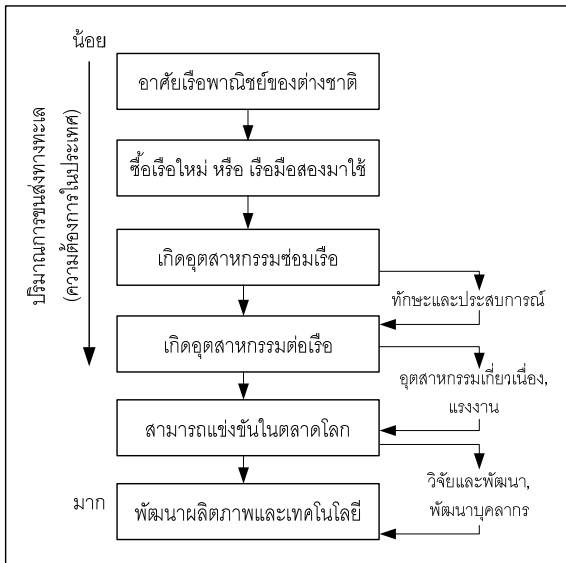 น้อย
อาศัยเรือพาณิชย์ของต่างชาติ
ปริมาณการขนส่งทางทะเล
(ความต้องการในประเทศ)
ซื้อเรือใหม่ หรือ เรือมือสองมาใช้
เกิดอุตสาหกรรมซ่อมเรือ
ทักษะและประสบการณ์
เกิดอุตสาหกรรมต่อเรือ
อุตสาหกรรมเกี่ยวเนื่อง,
แรงงาน
สามารถแข่งขันในตลาดโลก
วิจัยและพัฒนา,
พัฒนาบุคลากร
มาก
พัฒนาผลิตภาพและเทคโนโลยี